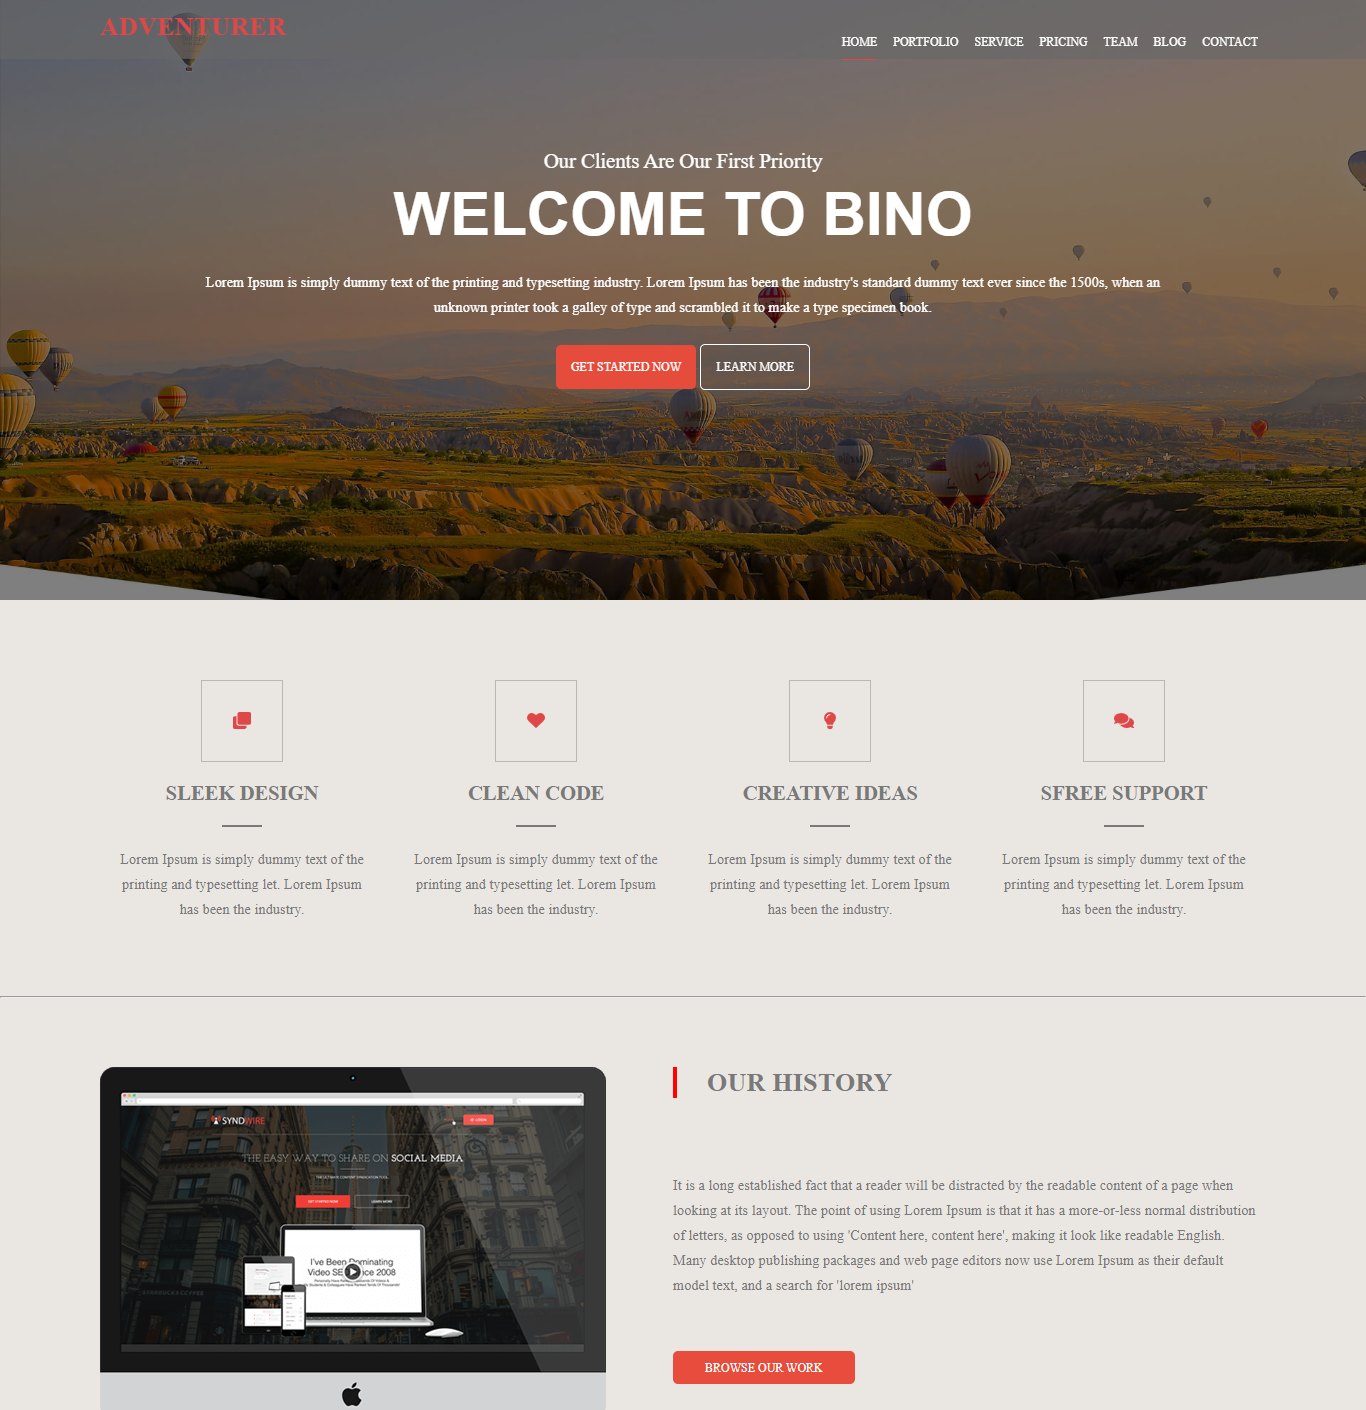 ADVENTURER
HOME PORTFOLIO SERVICE PRICING TEAM BLOG CONTACT
Our Clients Are Our First Priority
WELCOME TO BINO
Lorem Ipsum is simply dummy text of the printing and typesetting industry. Lorem Ipsum has been the industry's standard dummy text ever since the 1500s, when an
unknown printer took a galley of type and scrambled it to make a type specimen book.
GET STARTED NOW LEARN MORE
SLEEK DESIGN CLEAN CODE CREATIVE IDEAS SFREE SUPPORT
Lorem Ipsum is simply dummy text of the
printing and typesetting let. Lorem Ipsum
has been the industry.
Lorem Ipsum is simply dummy text of the
printing and typesetting let. Lorem Ipsum
has been the industry.
Lorem Ipsum is simply dummy text of the
printing and typesetting let. Lorem Ipsum
has been the industry.
Lorem Ipsum is simply dummy text of the
printing and typesetting let. Lorem Ipsum
has been the industry.
SYNDWIRE
LOGIN
THE EASY WAY TO SHARE ON SOCIAL MEDIA
THE ULTIMATE CONTENT SYNDICATION TOOL
GET STARTED NOW LEARN MORE
I've Been Dominating
Video SE ice 2008
OUR HISTORY
It is a long established fact that a reader will be distracted by the readable content of a page when
looking at its layout. The point of using Lorem Ipsum is that it has a more-or-less normal distribution
of letters, as opposed to using 'Content here, content here', making it look like readable English.
Many desktop publishing packages and web page editors now use Lorem Ipsum as their default
model text, and a search for 'lorem ipsum'
BROWSE OUR WORK